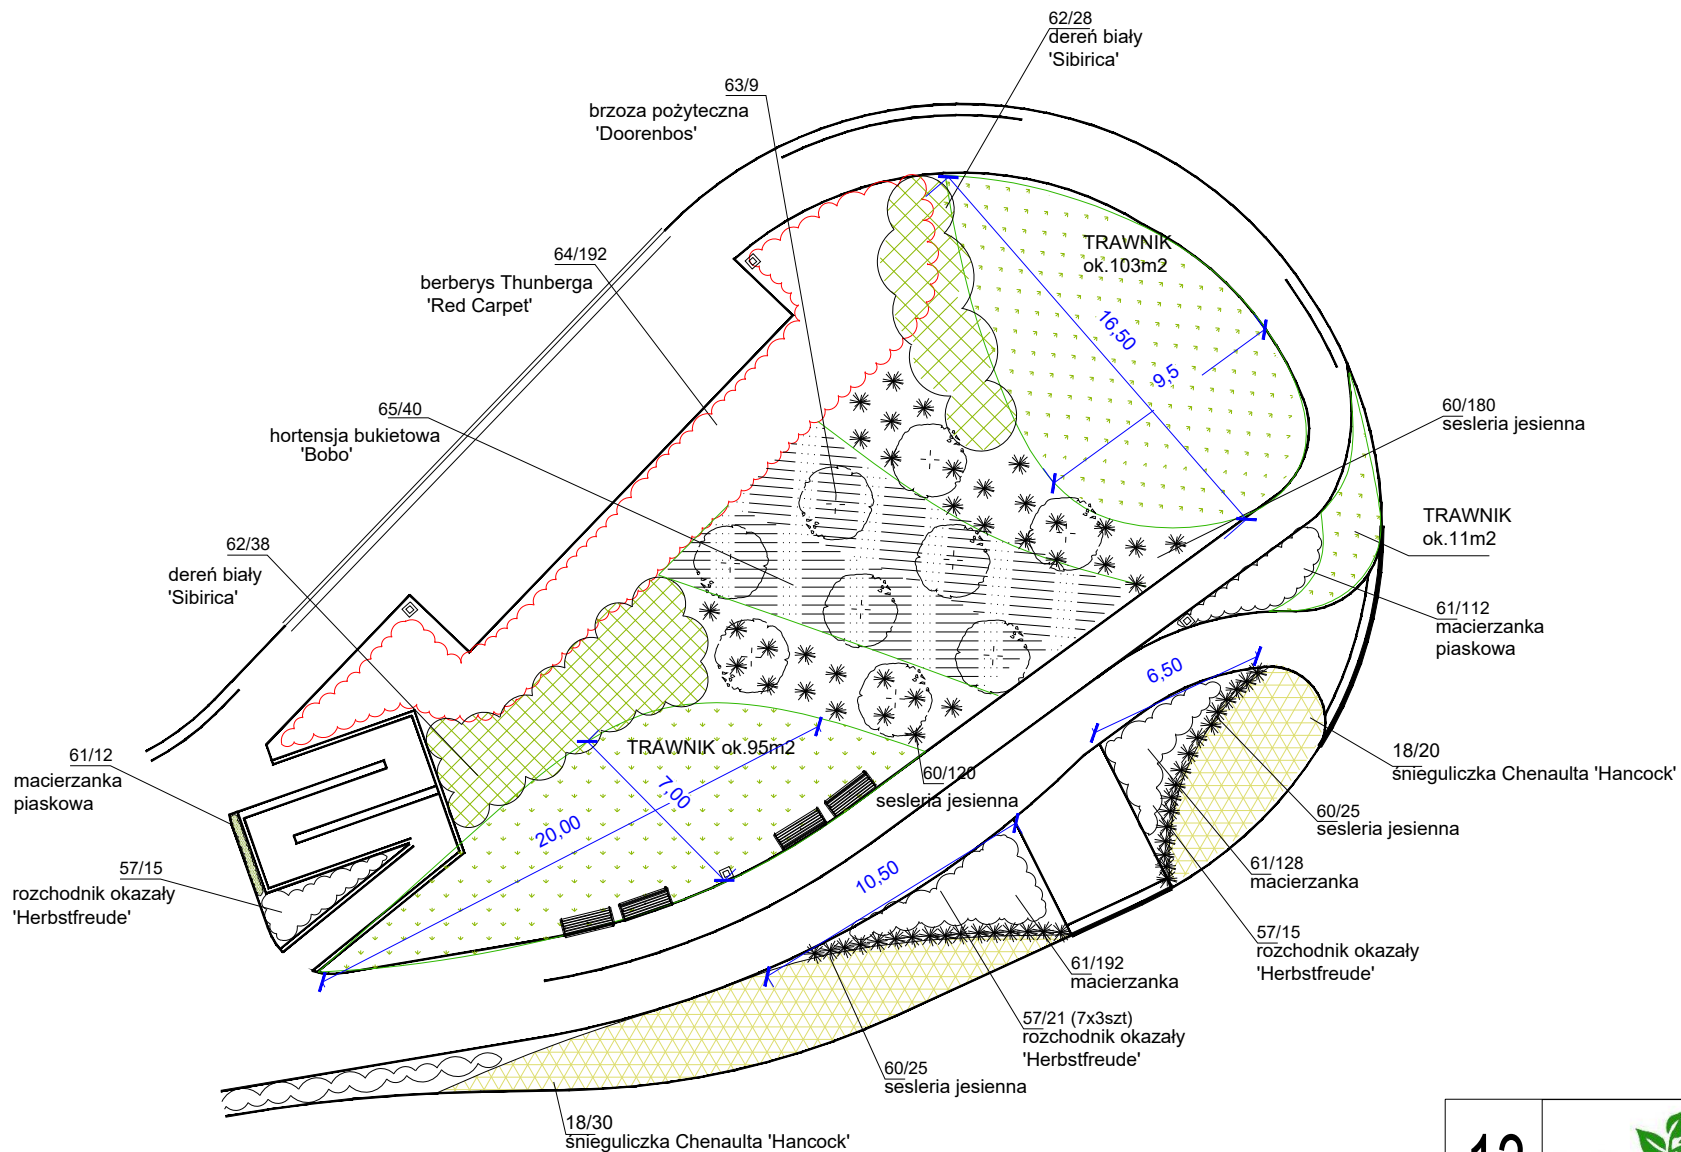 62/28
dereń biały
'Sibirica'
63/9
brzoza pożyteczna
'Doorenbos'
64/192
berberys Thunberga
'Red Carpet'
65/40
hortensja bukietowa
'Bobo'
62/38
dereń biały
'Sibirica'
61/12
macierzanka
piaskowa
57/15
rozchodnik okazały
'Herbstfreude'
TRAWNIK
ok.103m2
16,50
9,5
60/180
sesleria jesienna
TRAWNIK
ok.11m2
61/112
macierzanka
piaskowa
6,50
TRAWNIK ok.95m2
7,00
20,00
60/120
sesleria jesienna
10,50
18/20
śnieguliczka Chenaulta 'Hancock'
60/25
sesleria jesienna
61/128
macierzanka
57/15
rozchodnik okazały
'Herbstfreude'
61/192
macierzanka
57/21 (7x3szt)
rozchodnik okazały
'Herbstfreude'
60/25
sesleria jesienna
18/30
śnieguliczka Chenaulta 'Hancock'